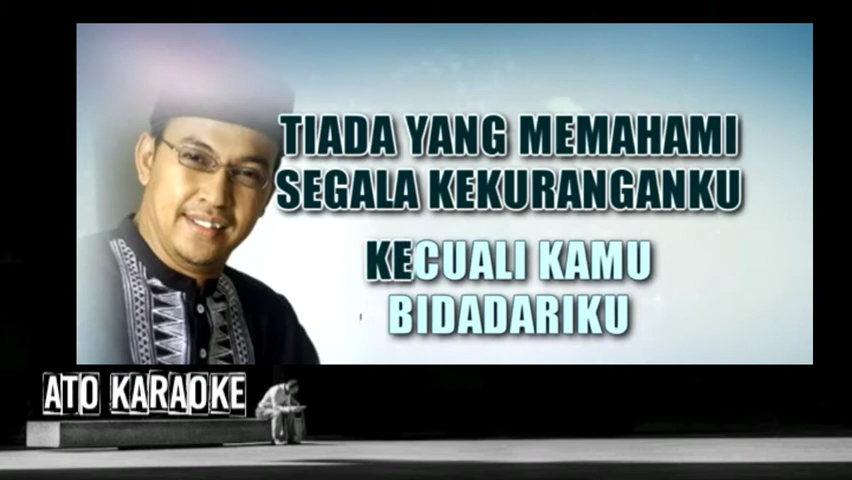 TIADA YANG MEMAHAMI
SEGALA KEKURANGANKU
KECUALI KAMU
BIDADARIKU
ATO KARAOKE